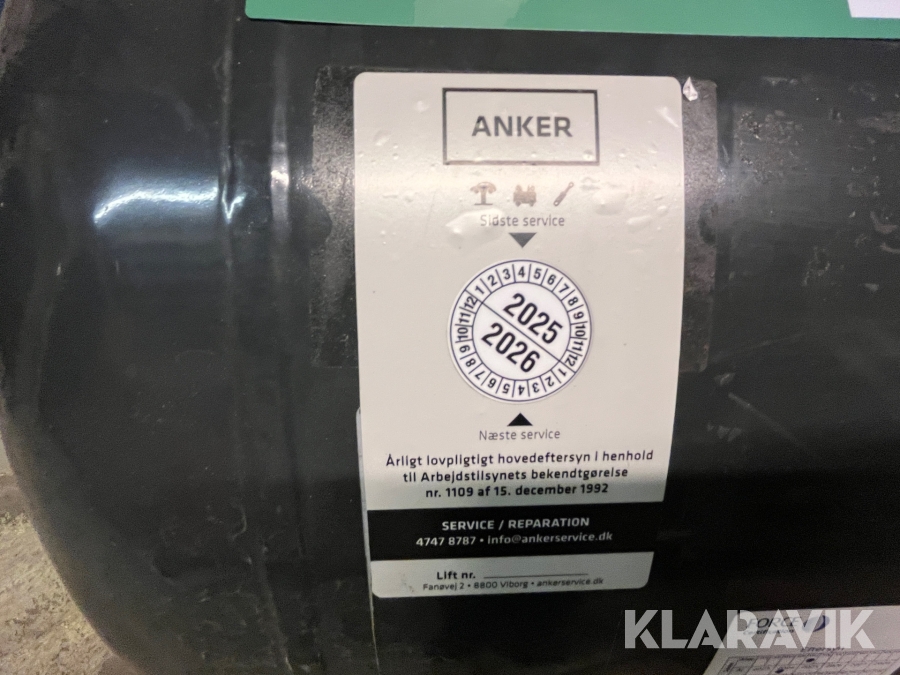 ANKER
Sidste service
1 2 3 4 5 6 7 8 9 10 11 12
2025
2026
1 2 3 4 5 6 7 8 9 10 11 12
Næste service
Årligt lovpligtigt hovedeftersyn i henhold
til Arbejdstilsynets bekendtgørelse
nr. 1109 af 15. december 1992
SERVICE / REPARATION
4747 8787 • info@ankerservice.dk
Lift nr.
Fanøvej 2 • 8800 Viborg • ankerservice.dk
FORCE
KLARAVIK